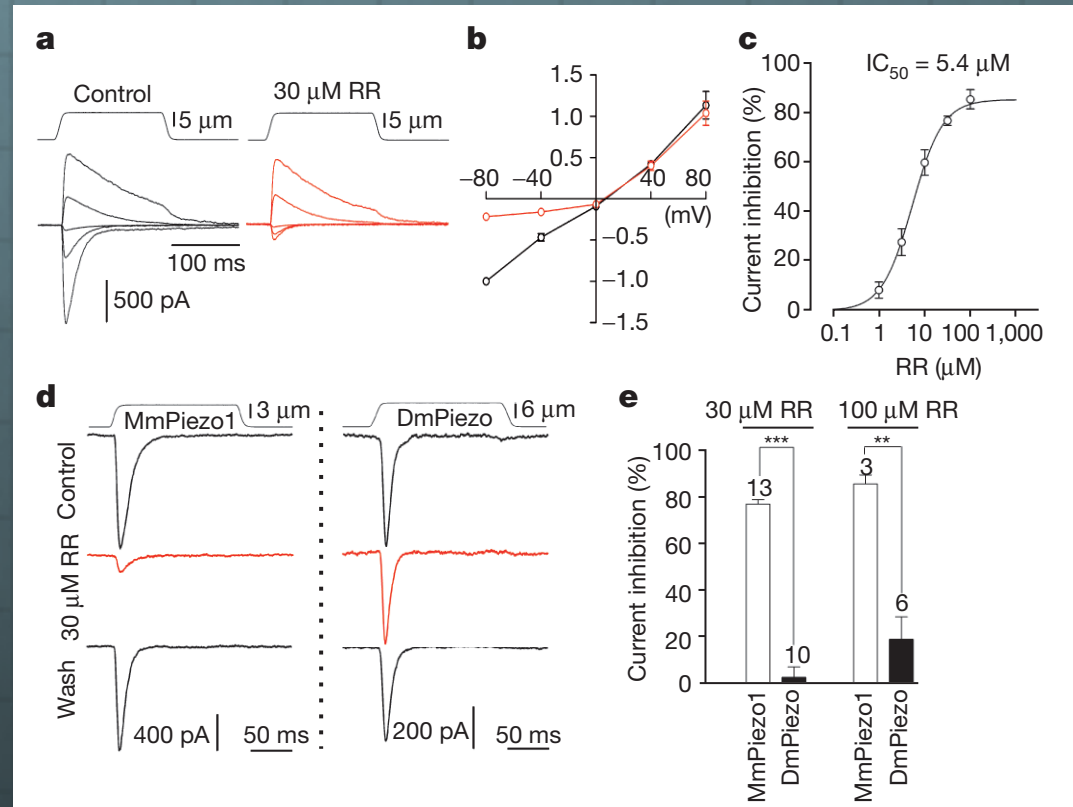 a
Control
5 μm
30 μM RR
5 μm
100 ms
500 pA
b
1.5
1.0
0.5
−80 −40 40 80
(mV)
−0.5
−1.0
−1.5
c
IC50 = 5.4 μM
Current inhibition (%)
100
80
60
40
20
0
0.1 1 10 100 1,000
RR (μM)
d
MmPiezo1
3 μm
DmPiezo
6 μm
Control
30 μM RR
Wash
400 pA
50 ms
200 pA
50 ms
e
30 μM RR 100 μM RR
*** **
Current inhibition (%)
100
80
60
40
20
0
13
10
3
6
MmPiezo1
DmPiezo
MmPiezo1
DmPiezo